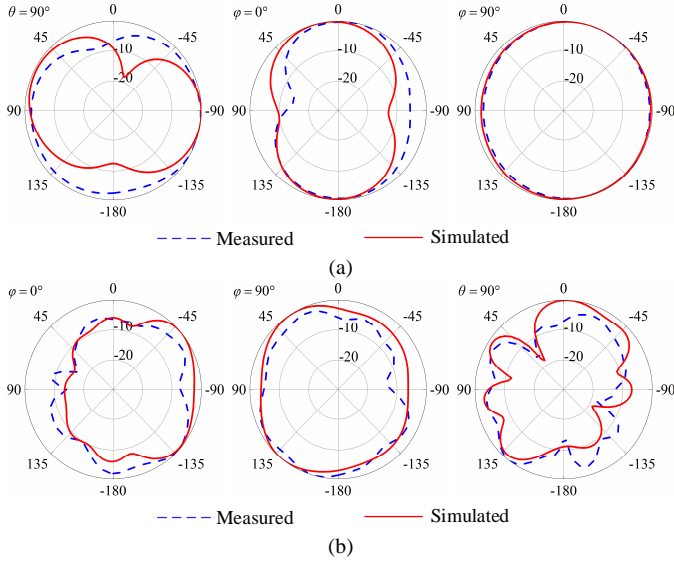 θ = 90° 0 φ = 0° 0 φ = 90° 0
45 -45 45 -45 45 -45
-10 -10 -10
-20 -20 -20
90 -90 90 -90 90 -90
135 -135 135 -135 135 -135
-180 -180 -180
Measured Simulated
(a)
φ = 0° 0 φ = 90° 0 θ = 90° 0
45 -45 45 -45 45 -45
-10 -10 -10
-20 -20 -20
90 -90 90 -90 90 -90
135 -135 135 -135 135 -135
-180 -180 -180
Measured Simulated
(b)